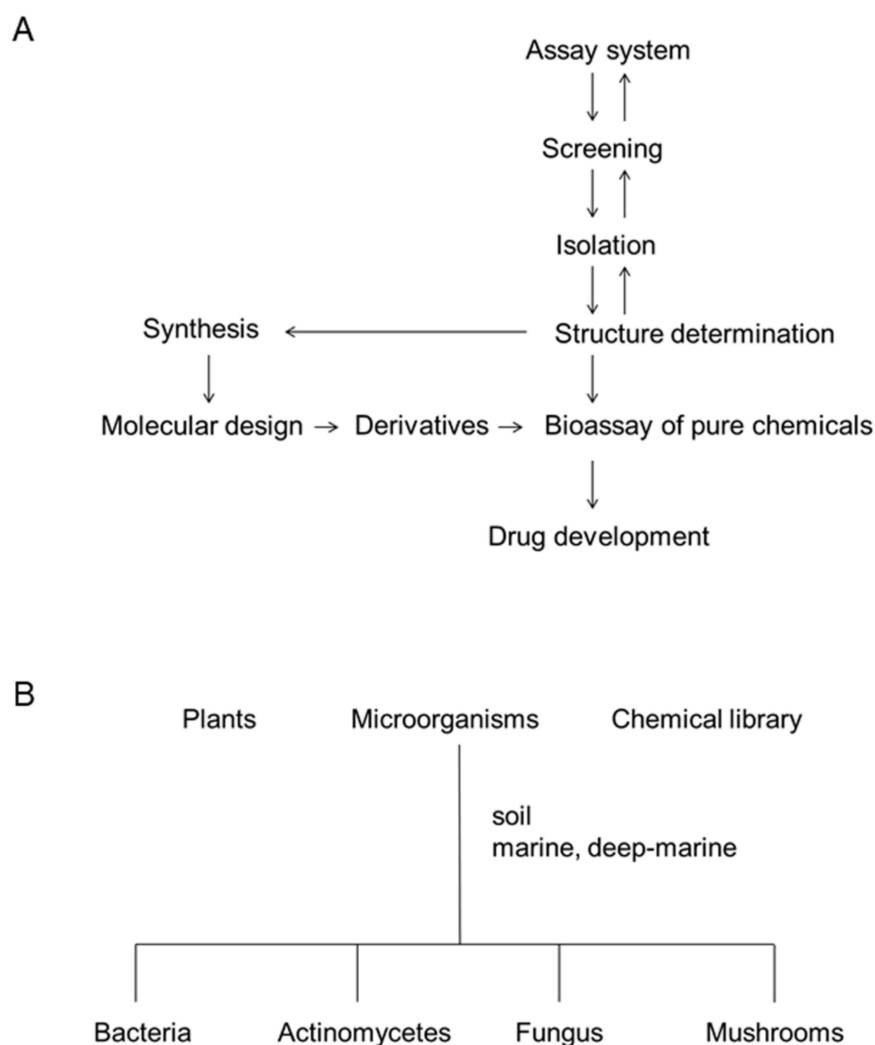 A
Assay system
Screening
Isolation
Synthesis
Structure determination
Molecular design → Derivatives → Bioassay of pure chemicals
Drug development
B
Plants Microorganisms Chemical library
soil
marine, deep-marine
Bacteria Actinomycetes Fungus Mushrooms